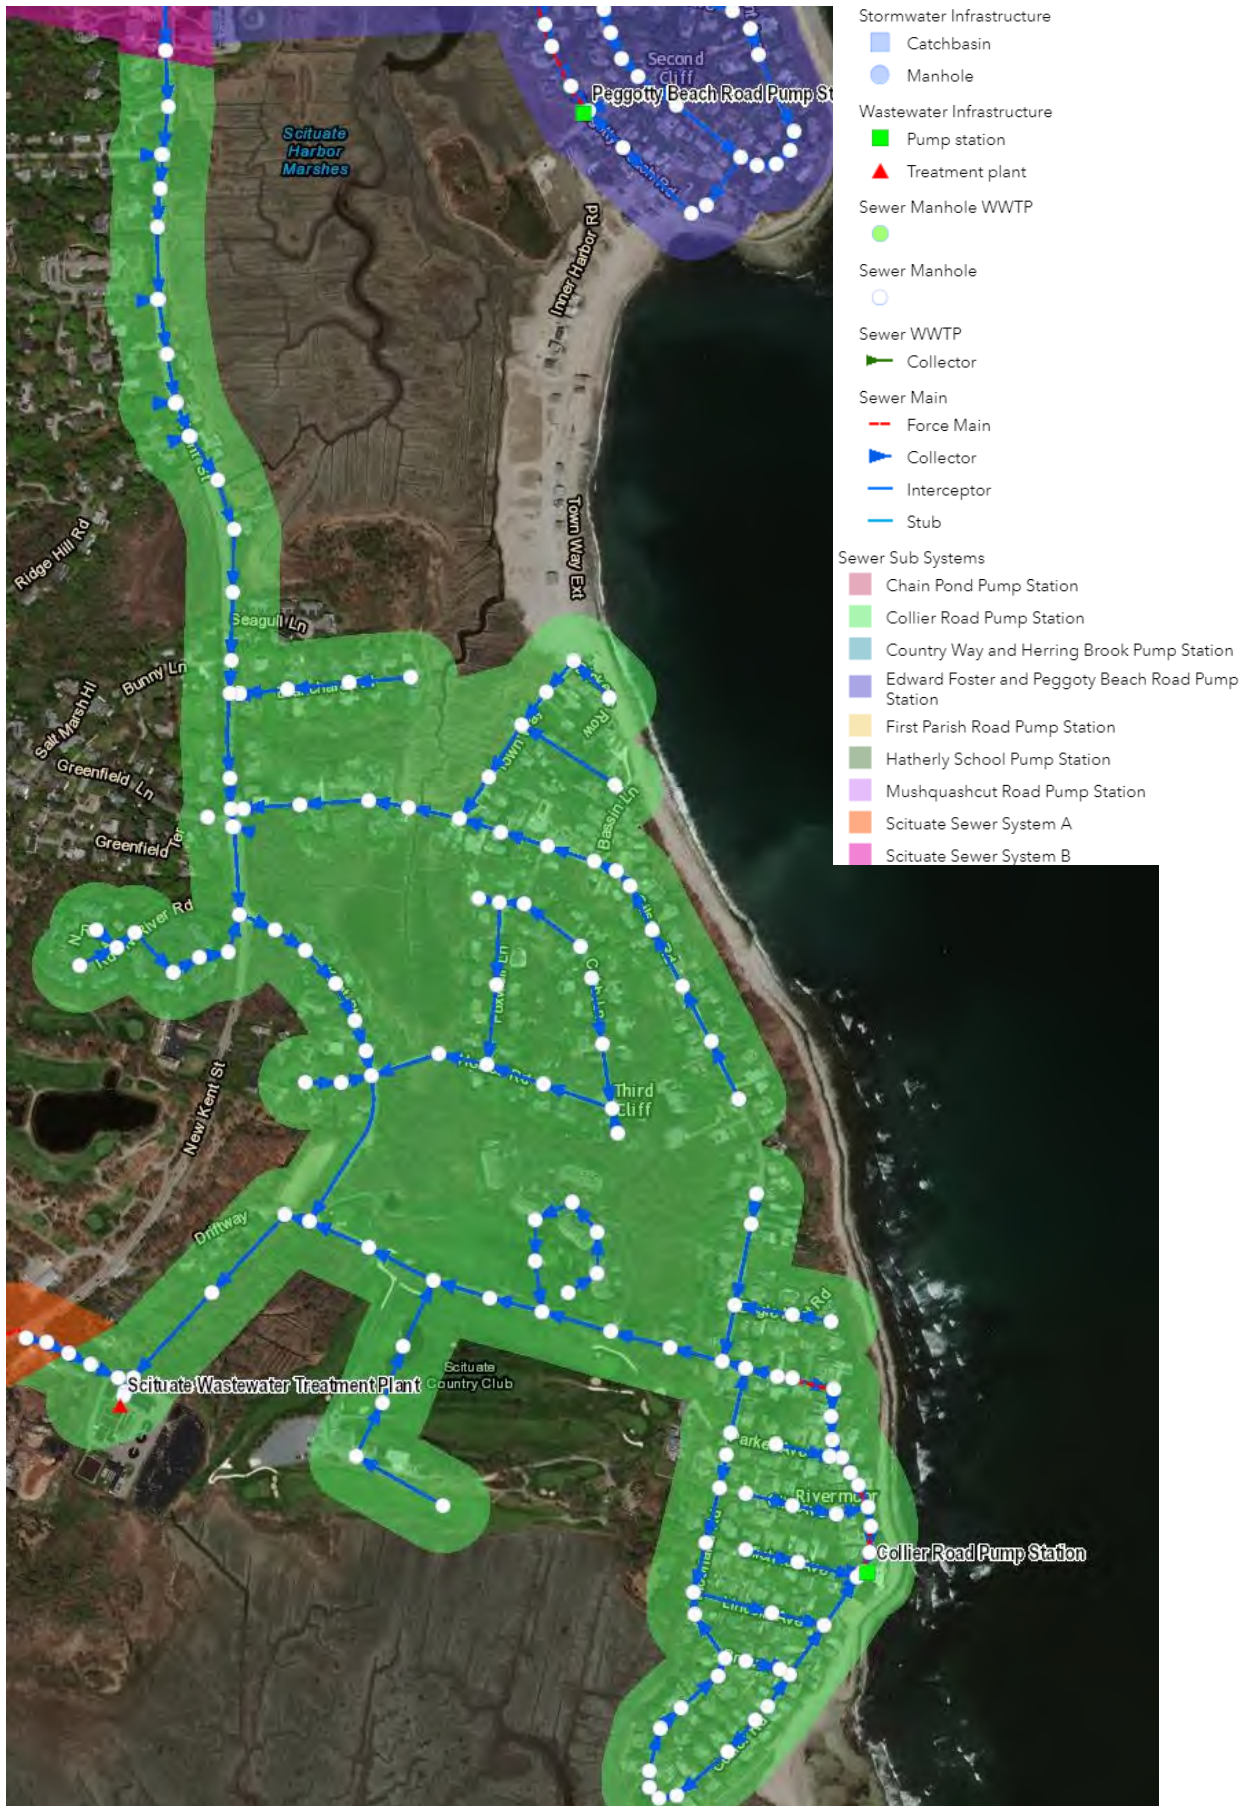 Stormwater Infrastructure
Catchbasin
Manhole
Wastewater Infrastructure
Pump station
Treatment plant
Sewer Manhole WWTP
Sewer Manhole
Sewer WWTP
Collector
Sewer Main
Force Main
Collector
Interceptor
Stub
Sewer Sub Systems
Chain Pond Pump Station
Collier Road Pump Station
Country Way and Herring Brook Pump Station
Edward Foster and Peggoty Beach Road Pump
Station
First Parish Road Pump Station
Hatherly School Pump Station
Mushquashcut Road Pump Station
Scituate Sewer System A
Scituate Sewer System B
Second
Cliff
Peggotty Beach Road Pump St
Scituate
Harbor
Marshes
Inner Harbor Rd
Town Way Ext
Ridge Hill Rd
Seagull Ln
Bunny Ln
Salt Marsh Hl
Greenfield Ln
Greenfield Ter
Bassin Ln
River Rd
New Kent St
Third
Cliff
Driftway
Scituate
Country Club
Scituate Wastewater Treatment Plant
Rivermoor
Collier Road Pump Station